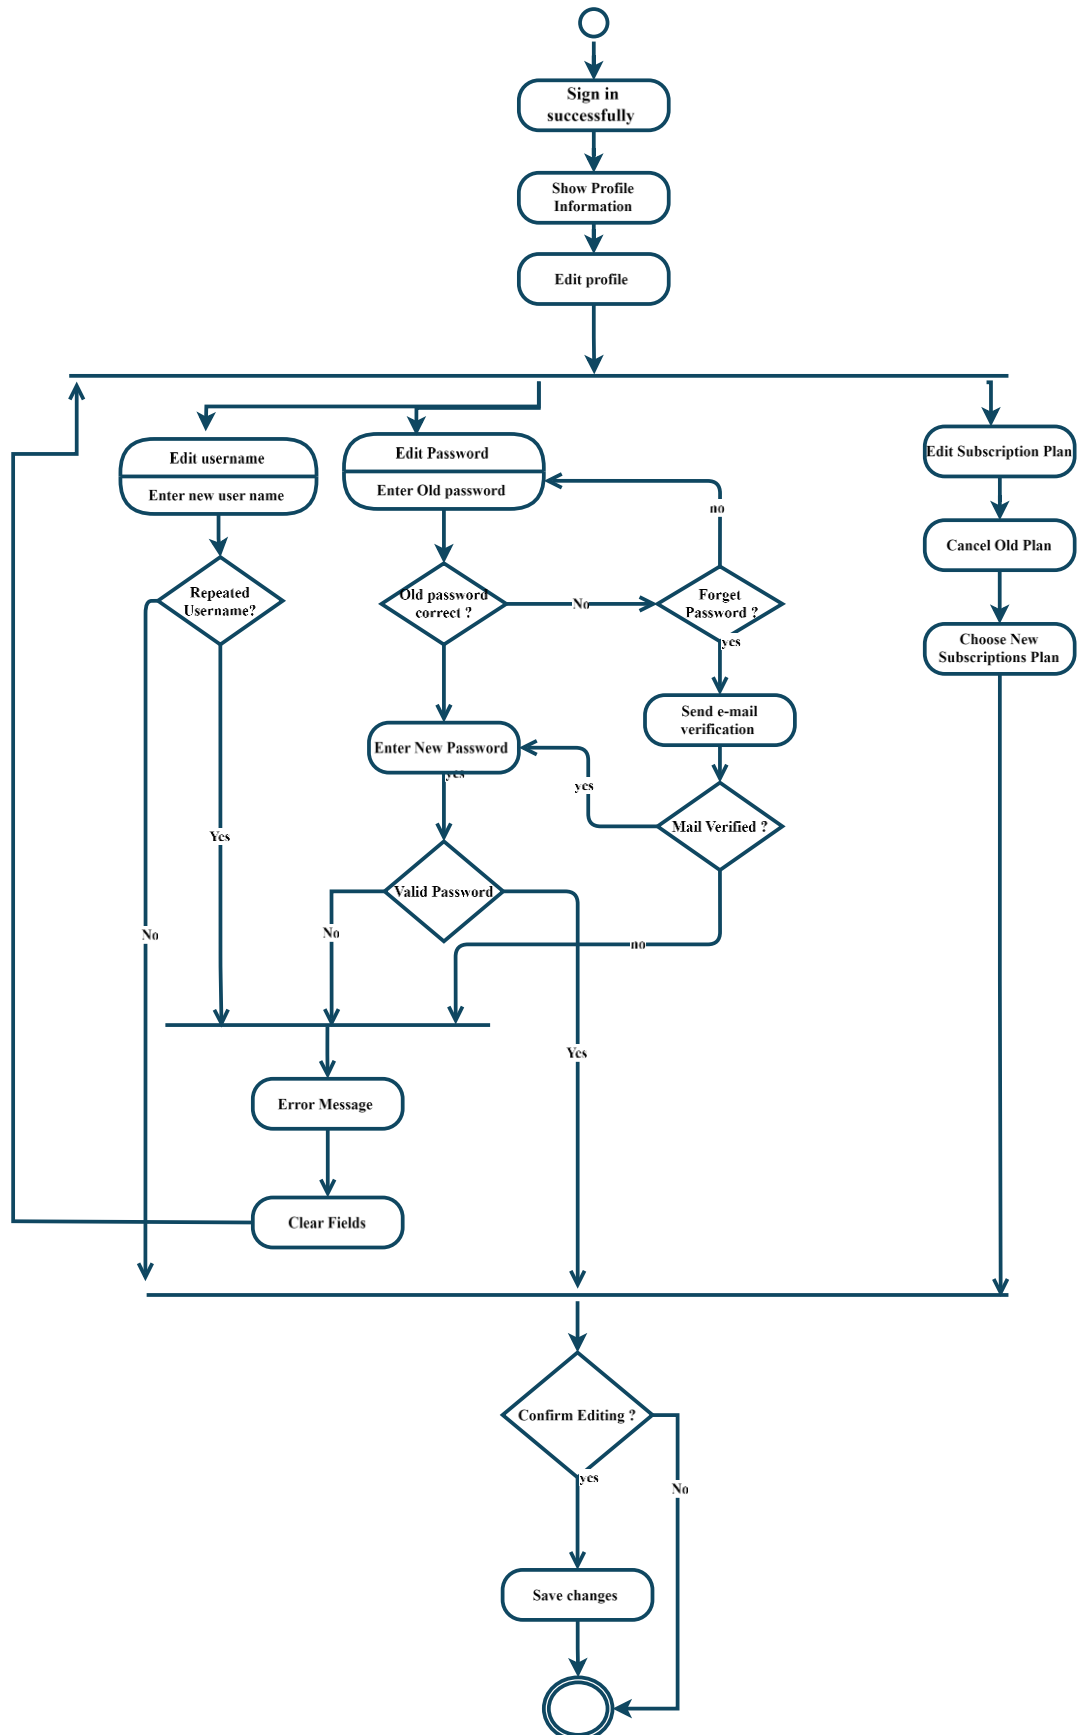 Sign in
successfully
Show Profile
Information
Edit profile
Edit username
Enter new user name
Edit Password
Enter Old password
Edit Subscription Plan
no
Cancel Old Plan
Repeated
Username?
Old password
correct ?
No
Forget
Password ?
yes
Choose New
Subscriptions Plan
Send e-mail
verification
Enter New Password
yes
yes
Mail Verified ?
Yes
Valid Password
No
No
no
Yes
Error Message
Clear Fields
Confirm Editing ?
yes
No
Save changes